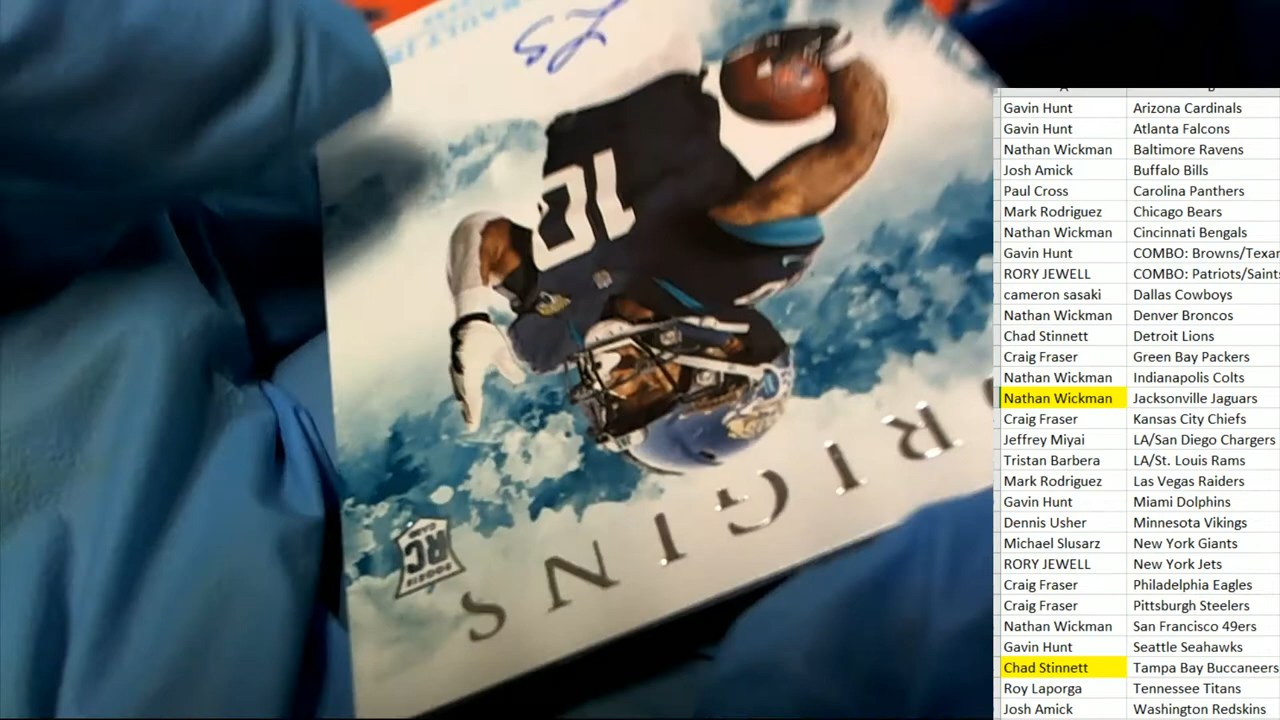 AULT JR
LS
10
RIGINS
ROOKIE
RC
CARD
A B
Gavin Hunt Arizona Cardinals
Gavin Hunt Atlanta Falcons
Nathan Wickman Baltimore Ravens
Josh Amick Buffalo Bills
Paul Cross Carolina Panthers
Mark Rodriguez Chicago Bears
Nathan Wickman Cincinnati Bengals
Gavin Hunt COMBO: Browns/Texan
RORY JEWELL COMBO: Patriots/Saints
cameron sasaki Dallas Cowboys
Nathan Wickman Denver Broncos
Chad Stinnett Detroit Lions
Craig Fraser Green Bay Packers
Nathan Wickman Indianapolis Colts
Nathan Wickman Jacksonville Jaguars
Craig Fraser Kansas City Chiefs
Jeffrey Miyai LA/San Diego Chargers
Tristan Barbera LA/St. Louis Rams
Mark Rodriguez Las Vegas Raiders
Gavin Hunt Miami Dolphins
Dennis Usher Minnesota Vikings
Michael Slusarz New York Giants
RORY JEWELL New York Jets
Craig Fraser Philadelphia Eagles
Craig Fraser Pittsburgh Steelers
Nathan Wickman San Francisco 49ers
Gavin Hunt Seattle Seahawks
Chad Stinnett Tampa Bay Buccaneers
Roy Laporga Tennessee Titans
Josh Amick Washington Redskins